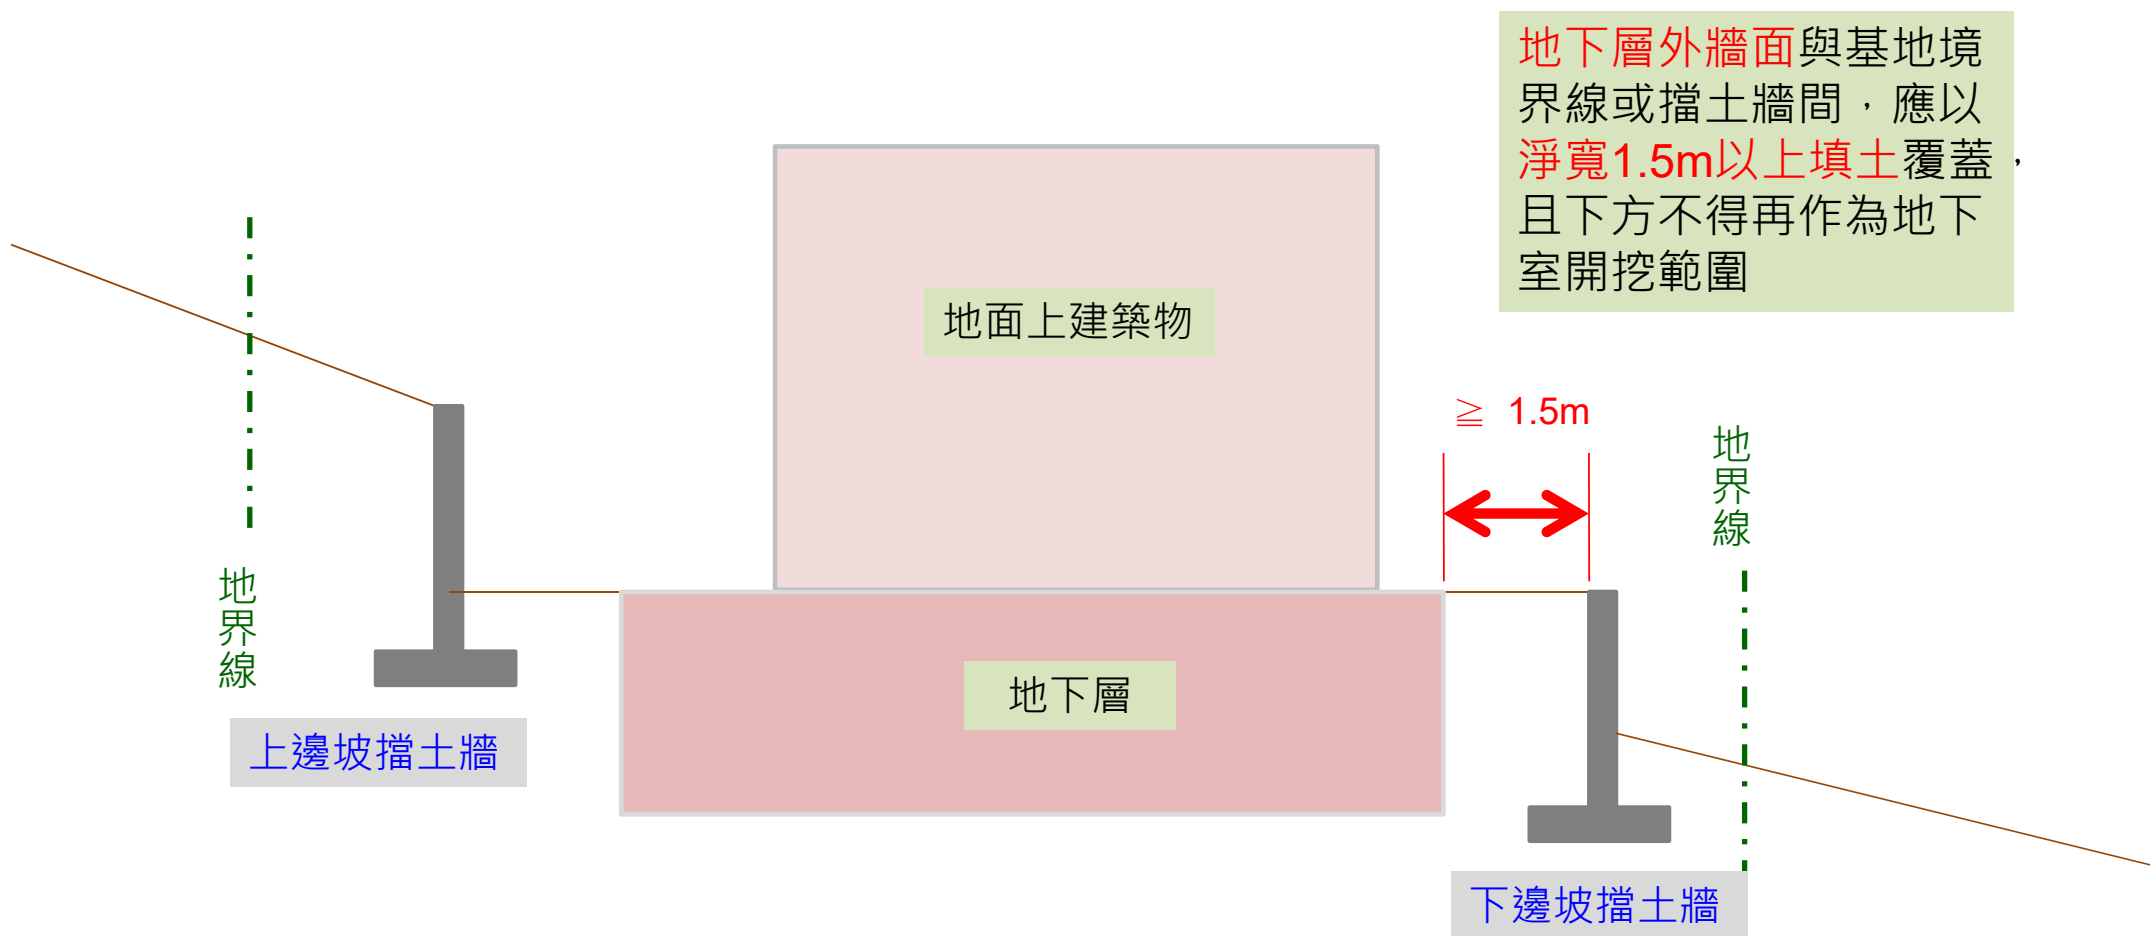 地下層外牆面與基地境
界線或擋土牆間，應以
淨寬1.5m以上填土覆蓋，
且下方不得再作為地下
室開挖範圍
地面上建築物
≧ 1.5m
地界線
地界線
地下層
上邊坡擋土牆
下邊坡擋土牆